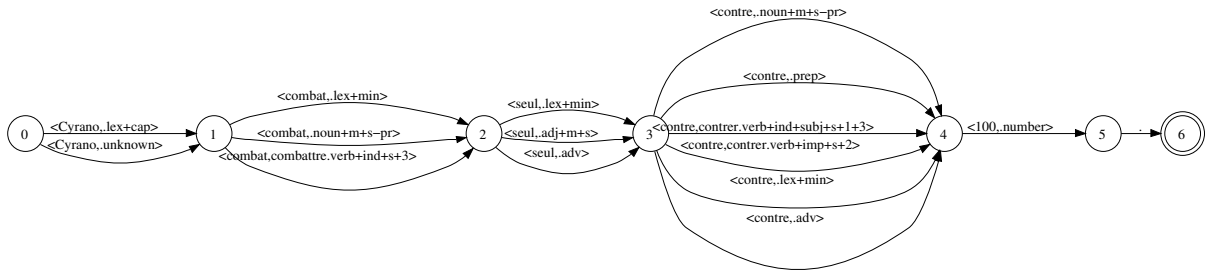 <contre,.noun+m+s-pr>
<contre,.prep>
<combat,.lex+min>
<seul,.lex+min>
0
<Cyrano,.lex+cap>
1
<combat,.noun+m+s-pr>
2
<seul,.adj+m+s>
3
<contre,contrer.verb+ind+subj+s+1+3>
4
<100,.number>
5
.
6
<Cyrano,.unknown>
<combat,combattre.verb+ind+s+3>
<seul,.adv>
<contre,contrer.verb+imp+s+2>
<contre,.lex+min>
<contre,.adv>